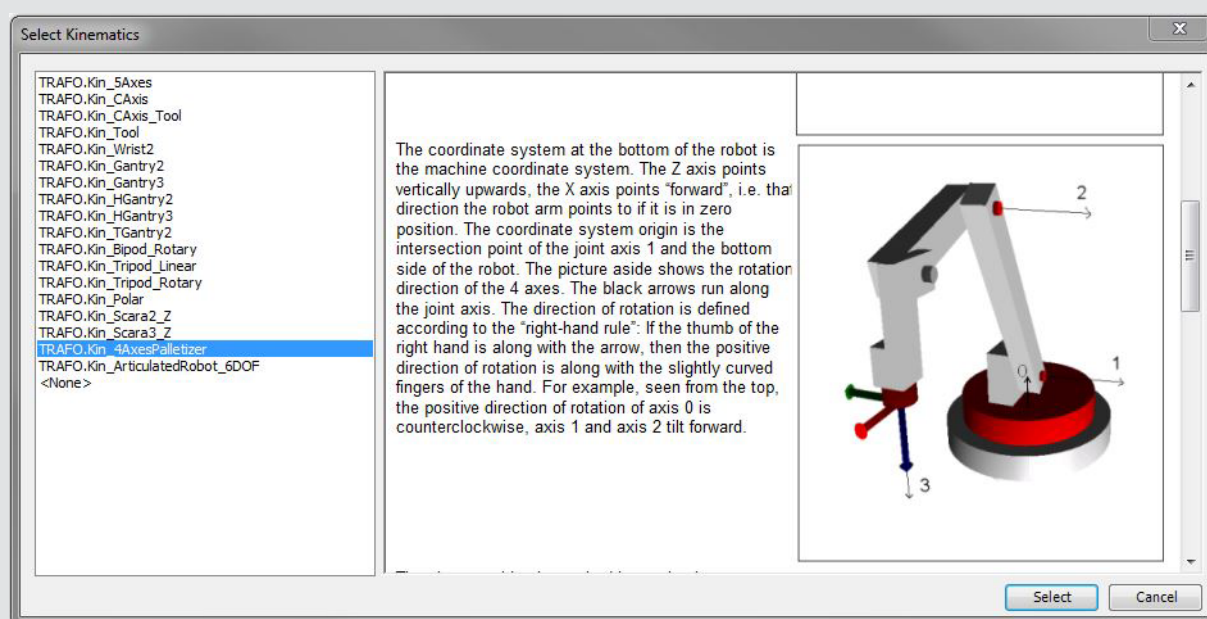 Select Kinematics
X
TRAFO.Kin_5Axes
TRAFO.Kin_CAxis
TRAFO.Kin_CAxis_Tool
TRAFO.Kin_Tool
TRAFO.Kin_Wrist2
TRAFO.Kin_Gantry2
TRAFO.Kin_Gantry3
TRAFO.Kin_HGantry2
TRAFO.Kin_HGantry3
TRAFO.Kin_TGantry2
TRAFO.Kin_Bipod_Rotary
TRAFO.Kin_Tripod_Linear
TRAFO.Kin_Tripod_Rotary
TRAFO.Kin_Polar
TRAFO.Kin_Scara2_Z
TRAFO.Kin_Scara3_Z
TRAFO.Kin_4AxesPalletizer
TRAFO.Kin_ArticulatedRobot_6DOF
<None>
The coordinate system at the bottom of the robot is
the machine coordinate system. The Z axis points
vertically upwards, the X axis points “forward”, i.e. that
direction the robot arm points to if it is in zero
position. The coordinate system origin is the
intersection point of the joint axis 1 and the bottom
side of the robot. The picture aside shows the rotation
direction of the 4 axes. The black arrows run along
the joint axis. The direction of rotation is defined
according to the “right-hand rule”: If the thumb of the
right hand is along with the arrow, then the positive
direction of rotation is along with the slightly curved
fingers of the hand. For example, seen from the top,
the positive direction of rotation of axis 0 is
counterclockwise, axis 1 and axis 2 tilt forward.
2
0
1
3
Select
Cancel